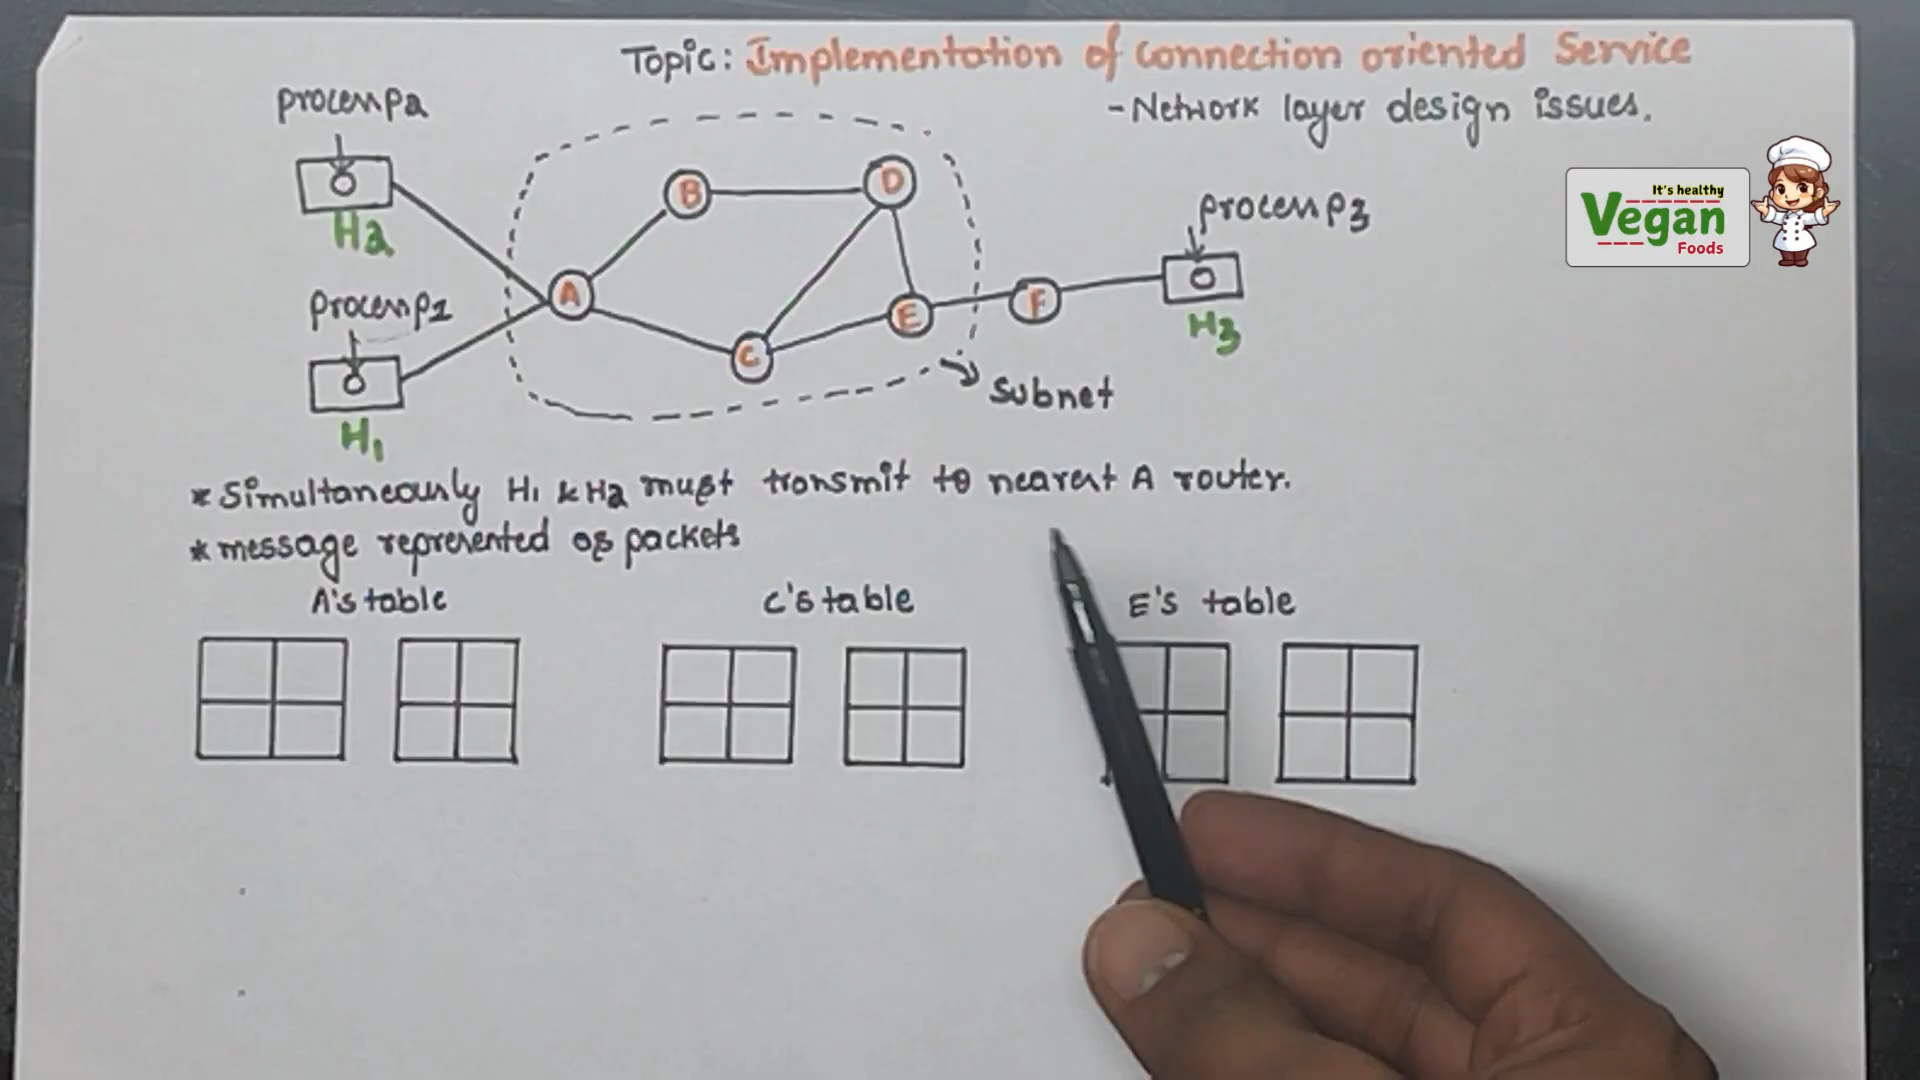 Topic: Implementation of connection oriented Service
- Network layer design issues.
process p2
H2
process p1
H1
A
B
C
D
E
F
process p3
H3
subnet
It's healthy
Vegan
Foods
* Simultaneously H1 & H2 must transmit to nearest A router.
* message represented as packets
A's table
C's table
E's table